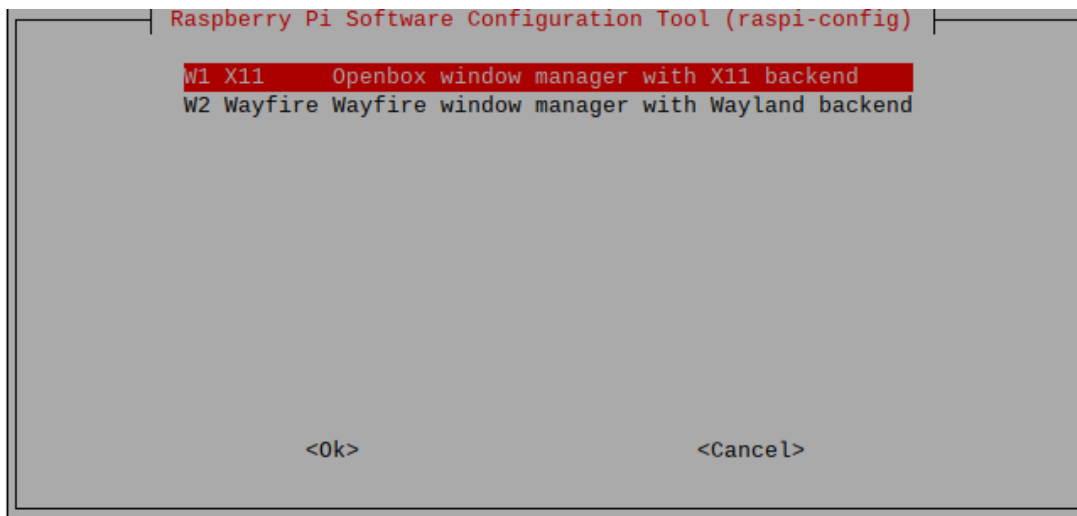 Raspberry Pi Software Configuration Tool (raspi-config)
W1 X11 Openbox window manager with X11 backend
W2 Wayfire Wayfire window manager with Wayland backend
<Ok> <Cancel>